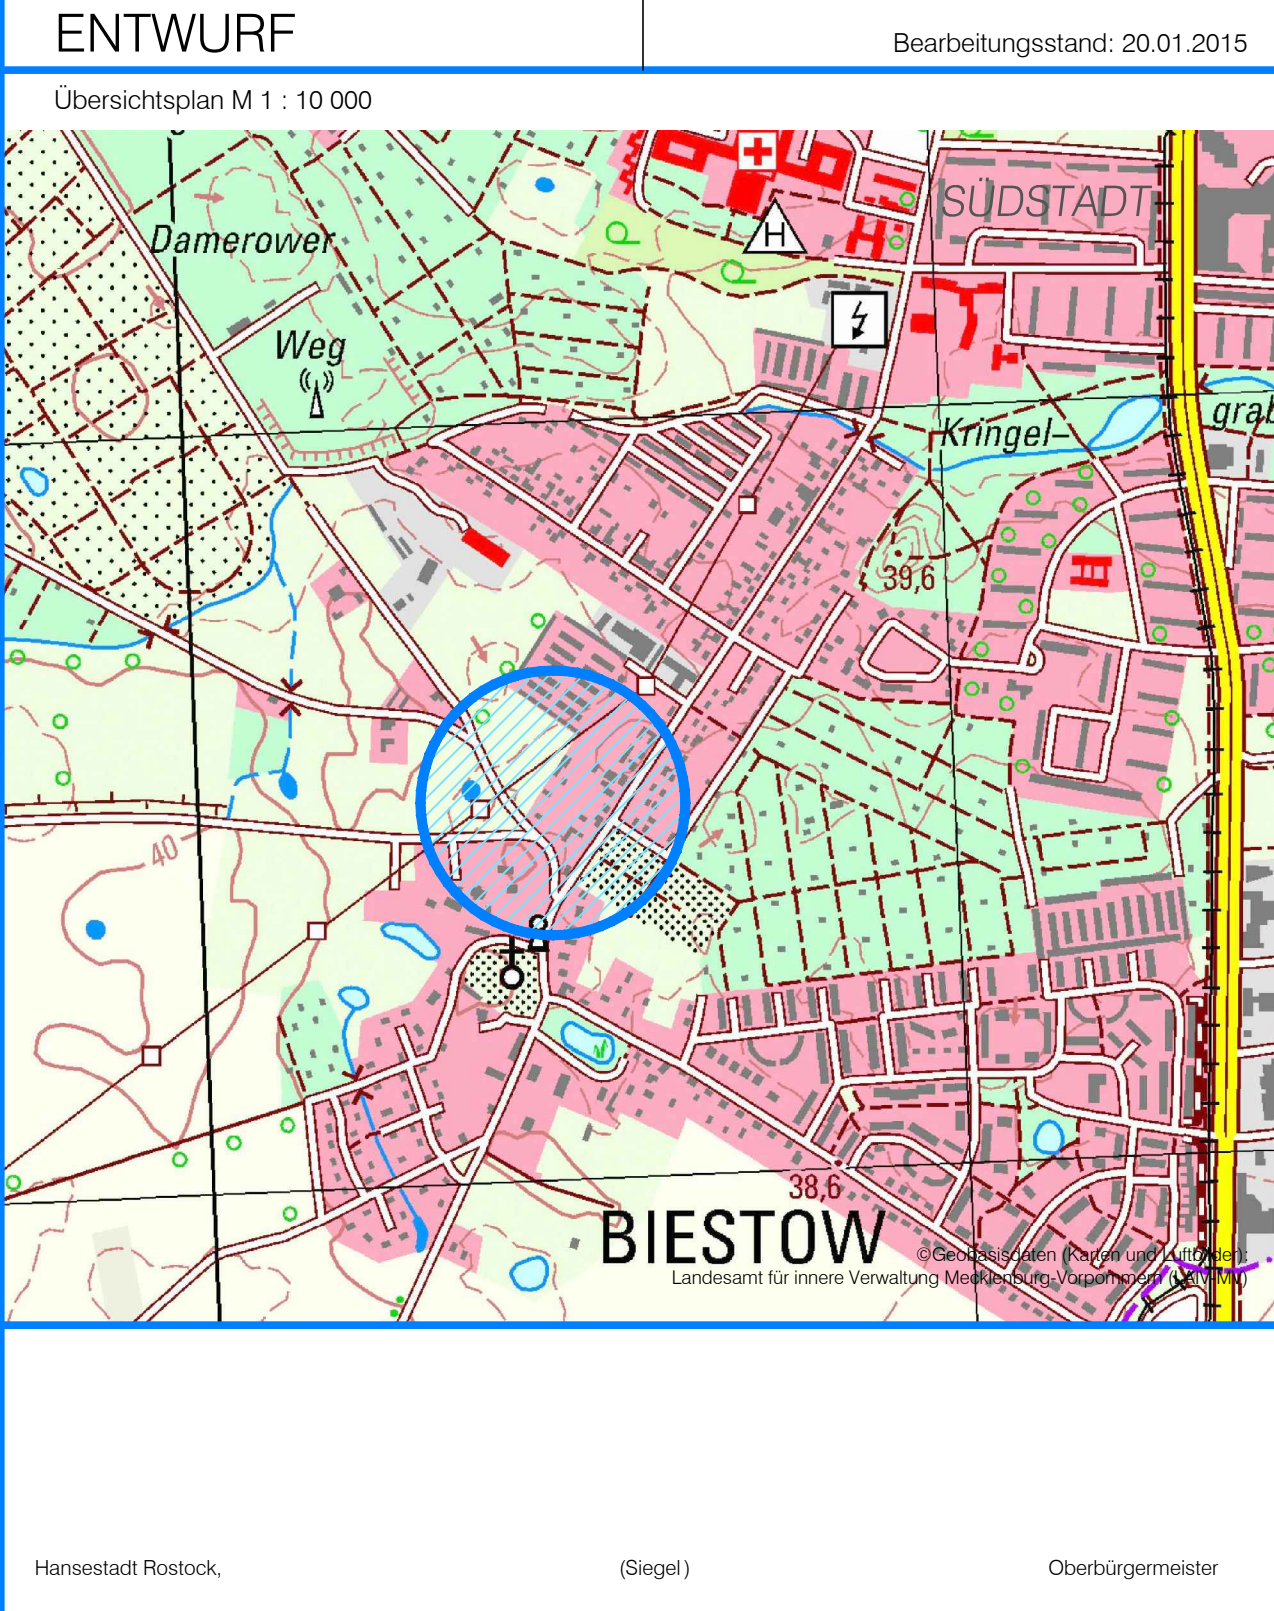 ENTWURF
Bearbeitungsstand: 20.01.2015
Übersichtsplan M 1 : 10 000
SÜDSTADT
Damerower
H
Weg
Kringel–
grab
39,6
40
38,6
BIESTOW
©Geobasisdaten (Karten und Luftbilder):
Landesamt für innere Verwaltung Mecklenburg-Vorpommern (LAiV-MV)
Hansestadt Rostock,
(Siegel)
Oberbürgermeister